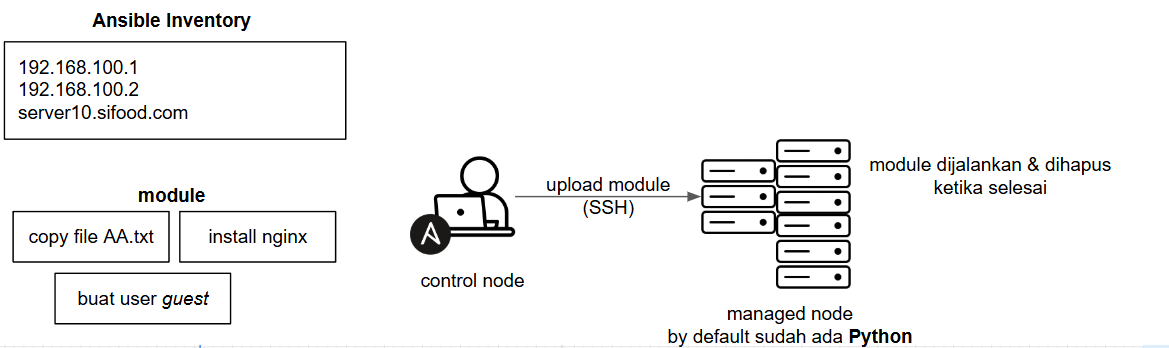 Ansible Inventory
192.168.100.1
192.168.100.2
server10.sifood.com
module
copy file AA.txt
install nginx
buat user guest
control node
upload module
(SSH)
module dijalankan & dihapus
ketika selesai
managed node
by default sudah ada Python